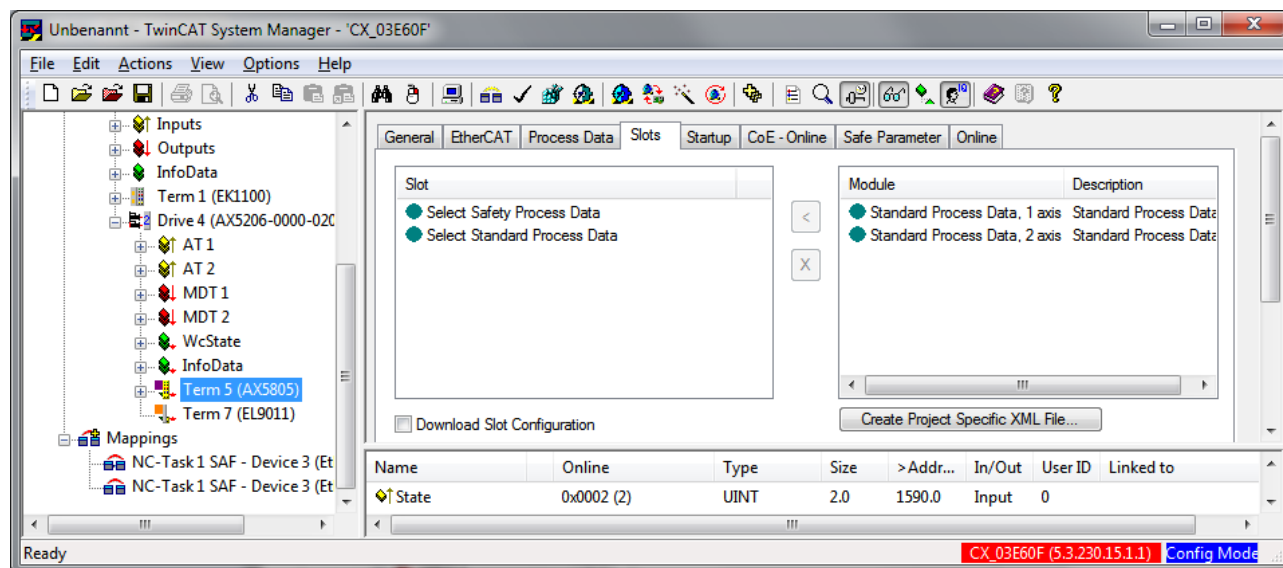 Unbenannt - TwinCAT System Manager - 'CX_03E60F'
File Edit Actions View Options Help
Inputs
Outputs
InfoData
Term 1 (EK1100)
Drive 4 (AX5206-0000-020
AT 1
AT 2
MDT 1
MDT 2
WcState
InfoData
Term 5 (AX5805)
Term 7 (EL9011)
Mappings
NC-Task 1 SAF - Device 3 (Et
NC-Task 1 SAF - Device 3 (Et
General EtherCAT Process Data Slots Startup CoE - Online Safe Parameter Online
Slot
Select Safety Process Data
Select Standard Process Data
<
X
Module Description
Standard Process Data, 1 axis Standard Process Data
Standard Process Data, 2 axis Standard Process Data
Download Slot Configuration
Create Project Specific XML File...
Name Online Type Size >Addr... In/Out User ID Linked to
State 0x0002 (2) UINT 2.0 1590.0 Input 0
Ready
CX_03E60F (5.3.230.15.1.1) Config Mode